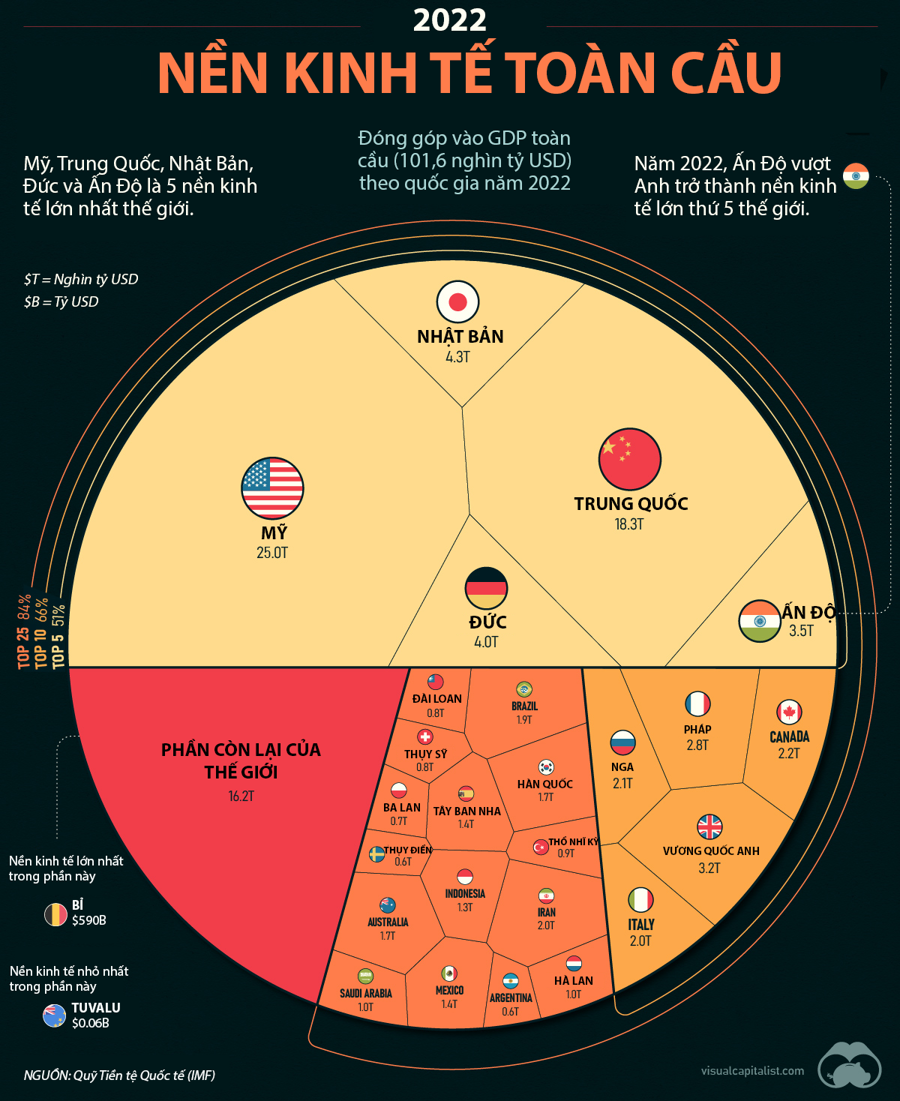 2022
NỀN KINH TẾ TOÀN CẦU
Mỹ, Trung Quốc, Nhật Bản,
Đức và Ấn Độ là 5 nền kinh
tế lớn nhất thế giới.
Đóng góp vào GDP toàn
cầu (101,6 nghìn tỷ USD)
theo quốc gia năm 2022
Năm 2022, Ấn Độ vượt
Anh trở thành nền kinh
tế lớn thứ 5 thế giới.
$T = Nghìn tỷ USD
$B = Tỷ USD
NHẬT BẢN
4.3T
MỸ
25.0T
TRUNG QUỐC
18.3T
ĐỨC
4.0T
ẤN ĐỘ
3.5T
TOP 25 84%
TOP 10 66%
TOP 5 51%
PHẦN CÒN LẠI CỦA
THẾ GIỚI
16.2T
ĐÀI LOAN
0.8T
BRAZIL
1.9T
THỤY SỸ
0.8T
HÀN QUỐC
1.7T
BA LAN
0.7T
TÂY BAN NHA
1.4T
THỤY ĐIỂN
0.6T
THỔ NHĨ KỲ
0.9T
INDONESIA
1.3T
AUSTRALIA
1.7T
IRAN
2.0T
SAUDI ARABIA
1.0T
MEXICO
1.4T
ARGENTINA
0.6T
HÀ LAN
1.0T
NGA
2.1T
PHÁP
2.8T
CANADA
2.2T
VƯƠNG QUỐC ANH
3.2T
ITALY
2.0T
Nền kinh tế lớn nhất
trong phần này
BỈ
$590B
Nền kinh tế nhỏ nhất
trong phần này
TUVALU
$0.06B
NGUỒN: Quỹ Tiền tệ Quốc tế (IMF)
visualcapitalist.com